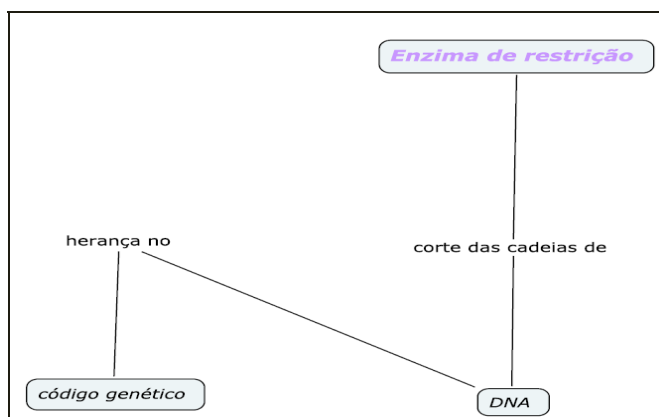 Enzima de restrição
herança no
corte das cadeias de
código genético
DNA